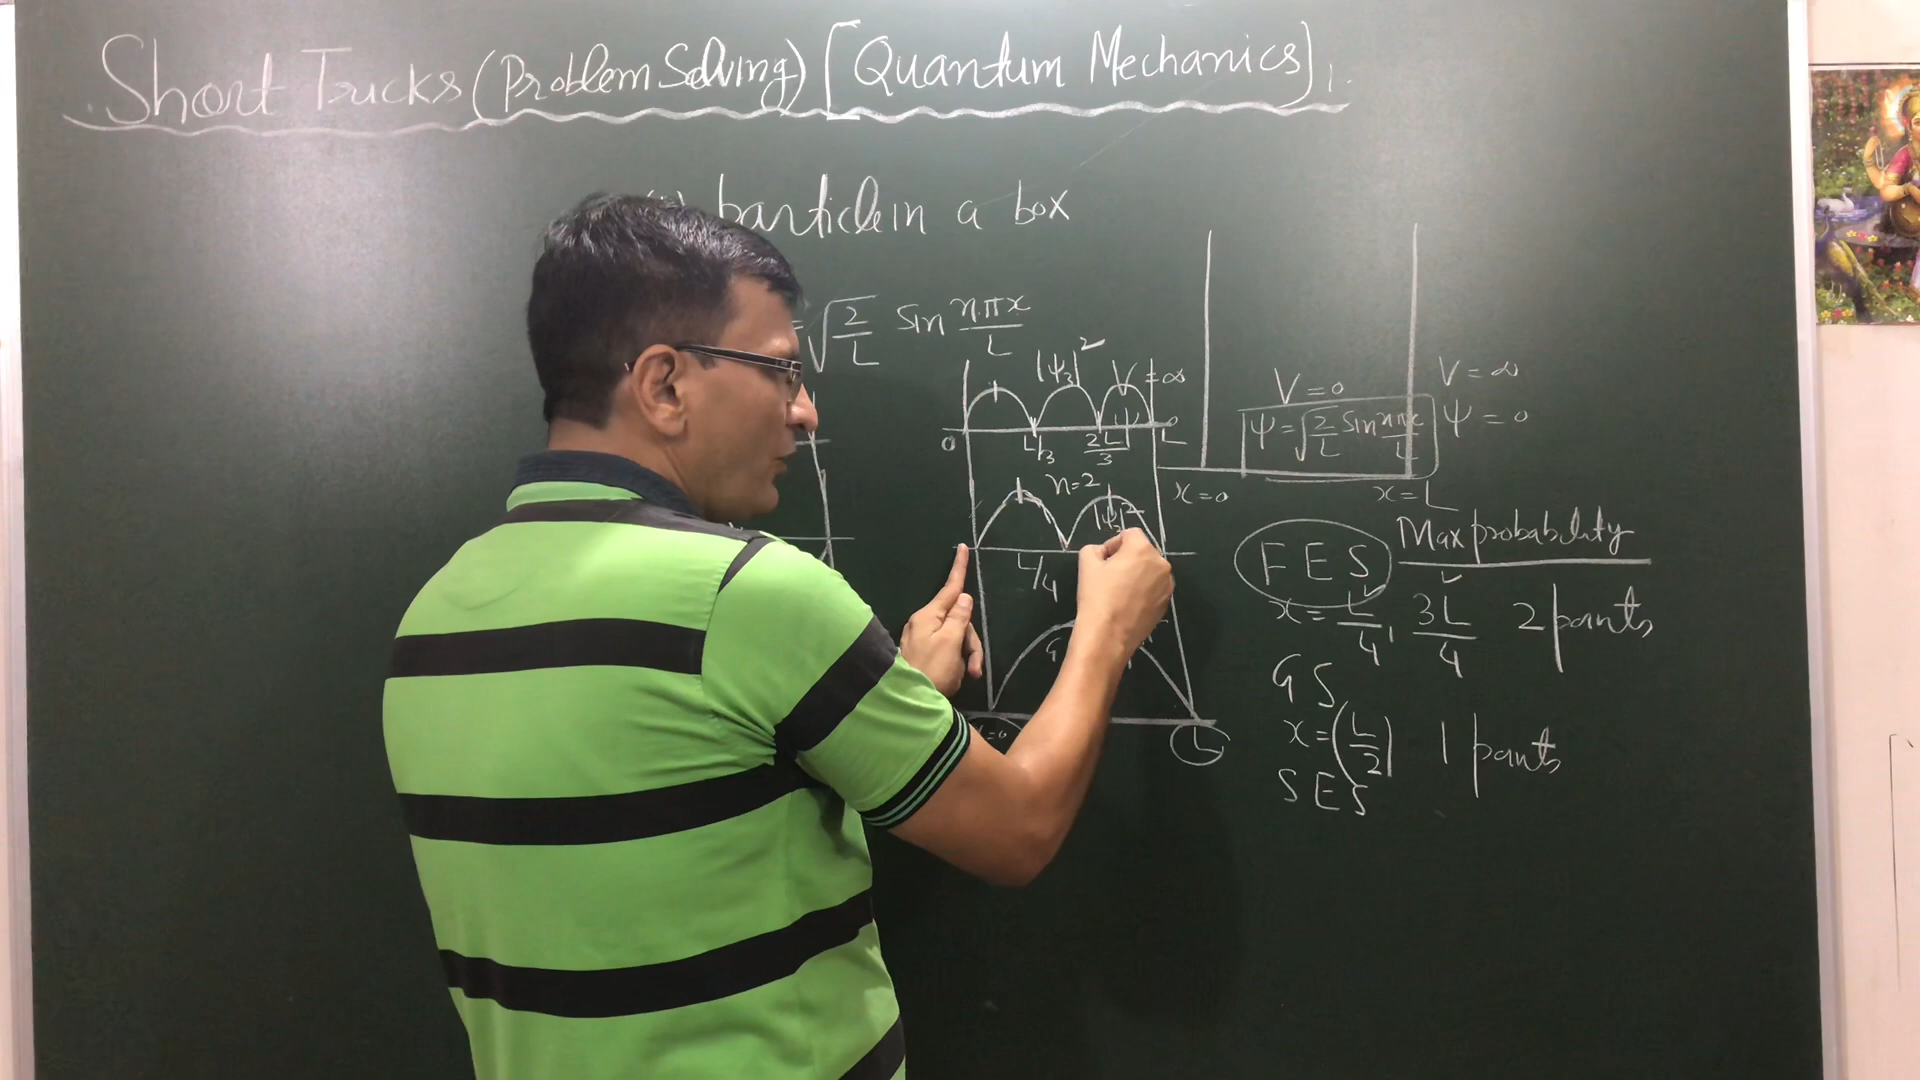 Short Tricks (Problem Solving) [Quantum Mechanics].
particle in a box
= √2/L Sin nπx/L
|ψ₃|² V = ∞
0 L/3 2L/3 L
n=2
|ψ₂|²
L/4
L
V = 0
ψ = √2/L Sin nπx/L
V = ∞
ψ = 0
x = 0 x = L
FES Max probability
x = L/4, 3L/4 2 points
GS
x = (L/2) 1 points
SES